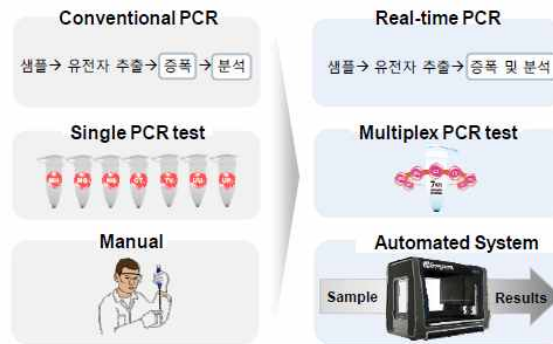 Conventional PCR
샘플→ 유전자 추출→ 증폭 → 분석
Single PCR test
Manual
Real-time PCR
샘플→ 유전자 추출→ 증폭 및 분석
Multiplex PCR test
Automated System
Sample
Results